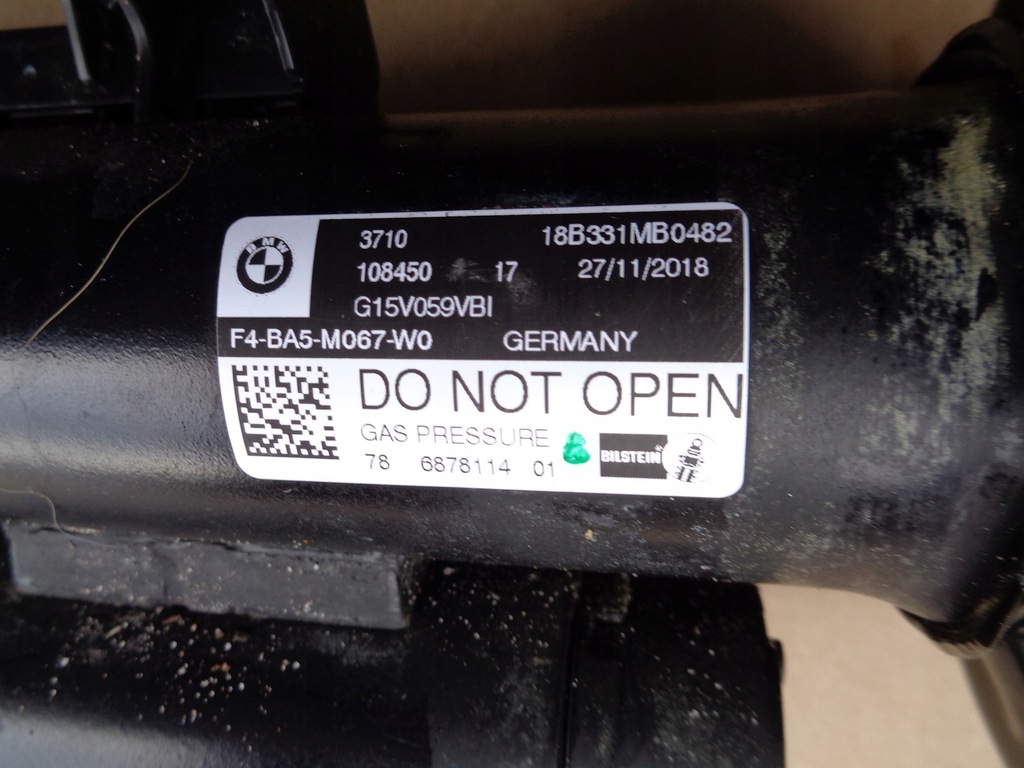 BMW
3710 18B331MB0482
108450 17 27/11/2018
G15V059VBI
F4-BA5-M067-W0 GERMANY
DO NOT OPEN
GAS PRESSURE
BILSTEIN
78 6878114 01